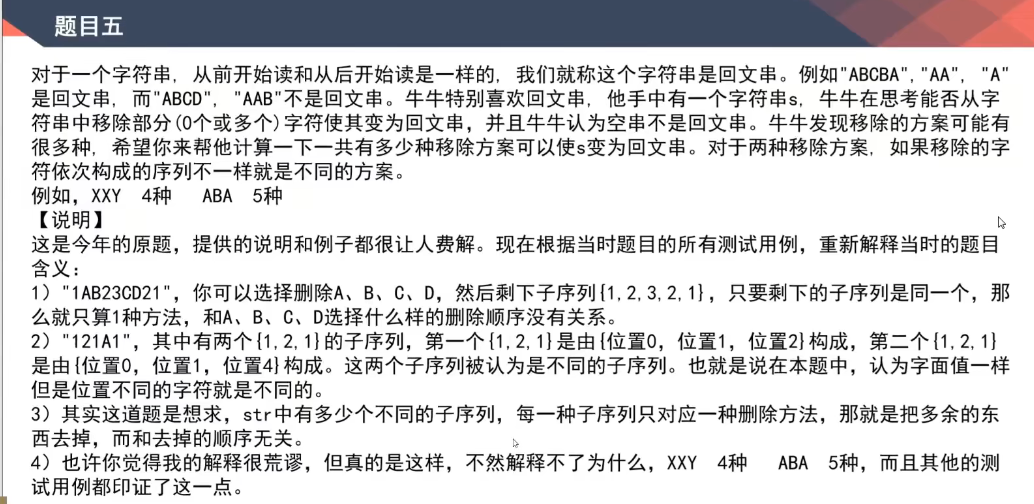 题目五
对于一个字符串, 从前开始读和从后开始读是一样的, 我们就称这个字符串是回文串。例如"ABCBA","AA", "A"
是回文串, 而"ABCD", "AAB"不是回文串。牛牛特别喜欢回文串, 他手中有一个字符串s, 牛牛在思考能否从字
符串中移除部分(0个或多个)字符使其变为回文串，并且牛牛认为空串不是回文串。牛牛发现移除的方案可能有
很多种, 希望你来帮他计算一下一共有多少种移除方案可以使s变为回文串。对于两种移除方案, 如果移除的字
符依次构成的序列不一样就是不同的方案。
例如，XXY 4种 ABA 5种
【说明】
这是今年的原题，提供的说明和例子都很让人费解。现在根据当时题目的所有测试用例，重新解释当时的题目
含义：
1）"1AB23CD21"，你可以选择删除A、B、C、D，然后剩下子序列{1,2,3,2,1}，只要剩下的子序列是同一个，那
么就只算1种方法，和A、B、C、D选择什么样的删除顺序没有关系。
2）"121A1"，其中有两个{1,2,1}的子序列，第一个{1,2,1}是由{位置0，位置1，位置2}构成，第二个{1,2,1}
是由{位置0，位置1，位置4}构成。这两个子序列被认为是不同的子序列。也就是说在本题中，认为字面值一样
但是位置不同的字符就是不同的。
3）其实这道题是想求，str中有多少个不同的子序列，每一种子序列只对应一种删除方法，那就是把多余的东
西去掉，而和去掉的顺序无关。
4）也许你觉得我的解释很荒谬，但真的是这样，不然解释不了为什么，XXY 4种 ABA 5种，而且其他的测
试用例都印证了这一点。